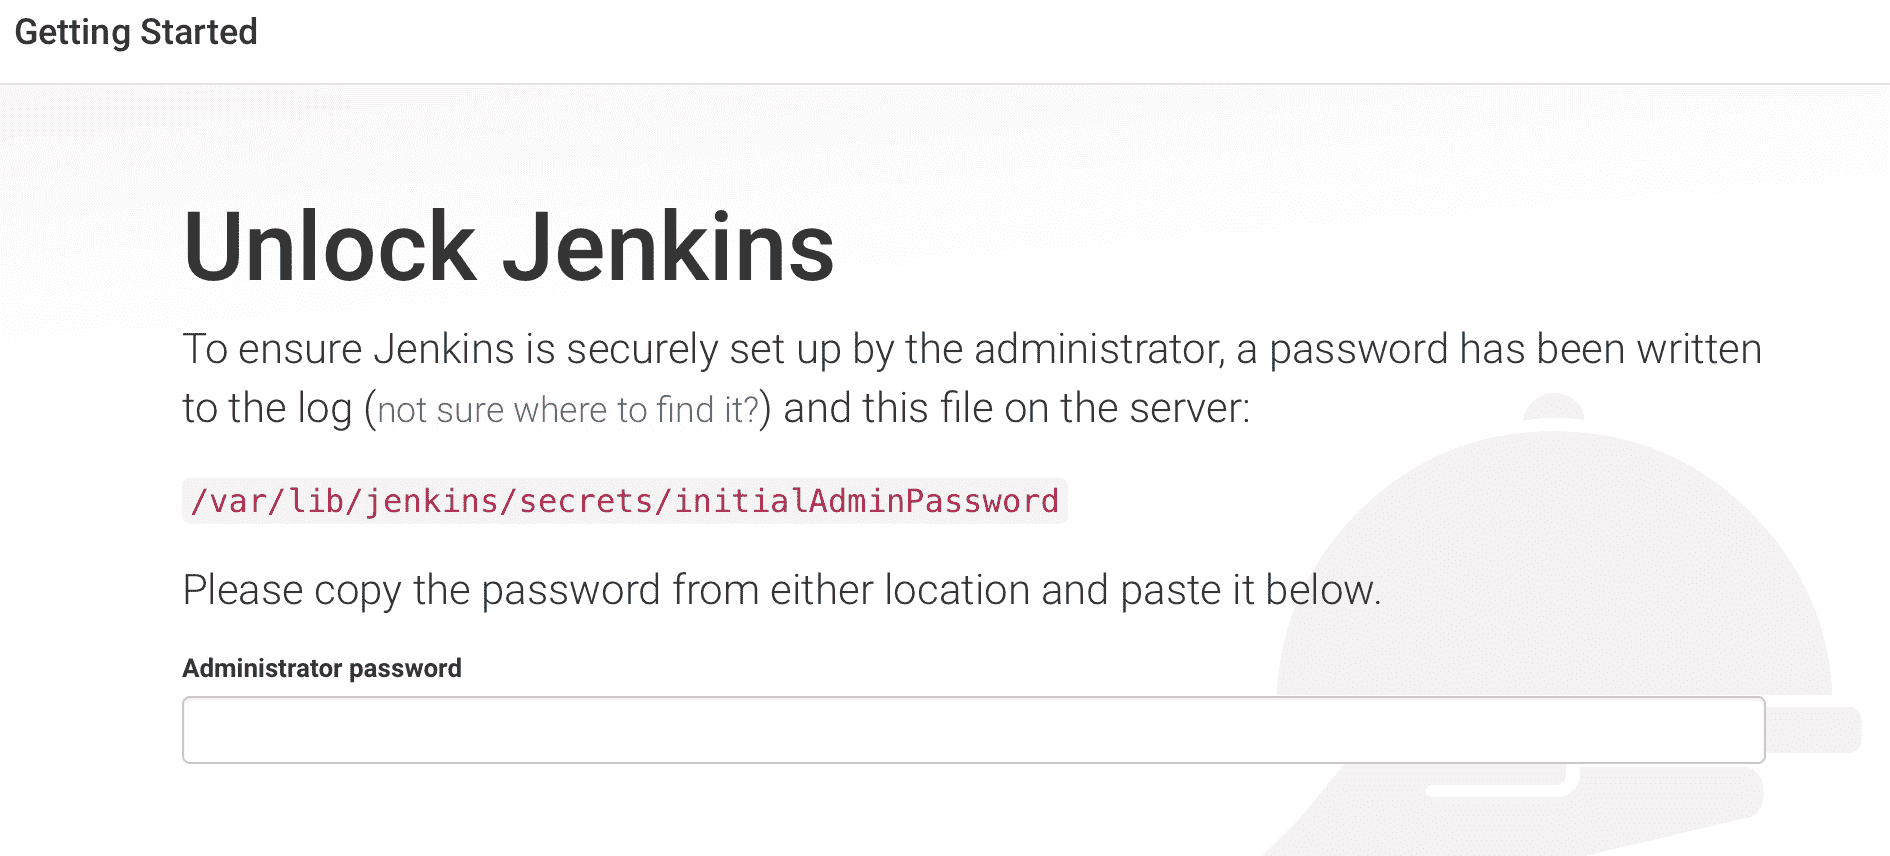 Getting Started
Unlock Jenkins
To ensure Jenkins is securely set up by the administrator, a password has been written
to the log (not sure where to find it?) and this file on the server:
/var/lib/jenkins/secrets/initialAdminPassword
Please copy the password from either location and paste it below.
Administrator password